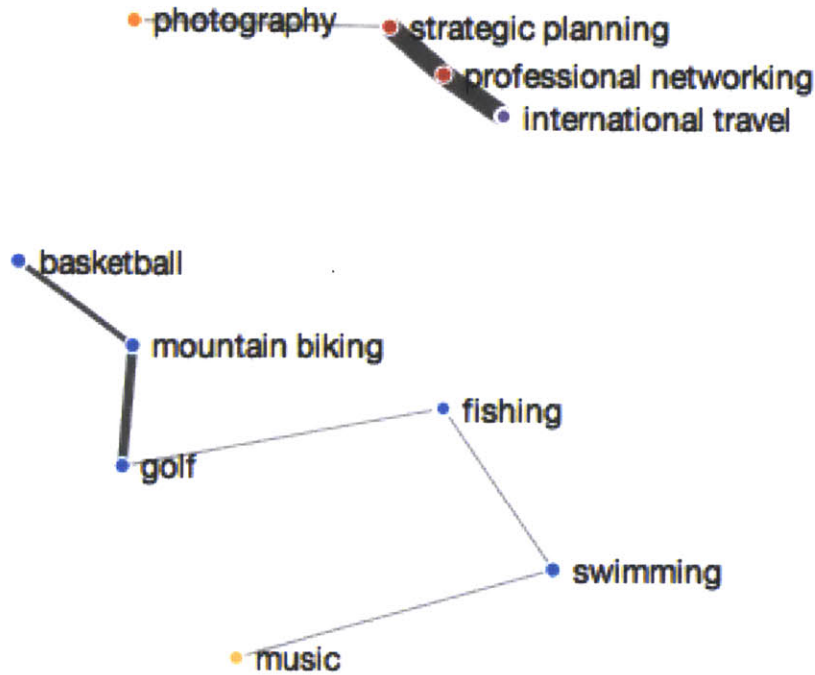 photography
strategic planning
professional networking
international travel
basketball
mountain biking
fishing
golf
swimming
music